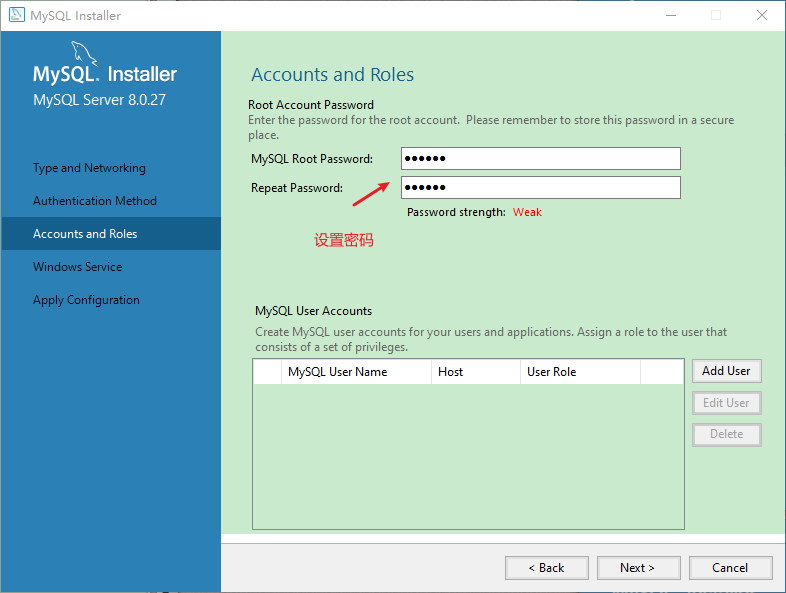 MySQL Installer
MySQL. Installer
MySQL Server 8.0.27
Type and Networking
Authentication Method
Accounts and Roles
Windows Service
Apply Configuration
Accounts and Roles
Root Account Password
Enter the password for the root account. Please remember to store this password in a secure
place.
MySQL Root Password: ●●●●●●
Repeat Password: ●●●●●●
Password strength: Weak
设置密码
MySQL User Accounts
Create MySQL user accounts for your users and applications. Assign a role to the user that
consists of a set of privileges.
MySQL User Name Host User Role
Add User
Edit User
Delete
< Back Next > Cancel